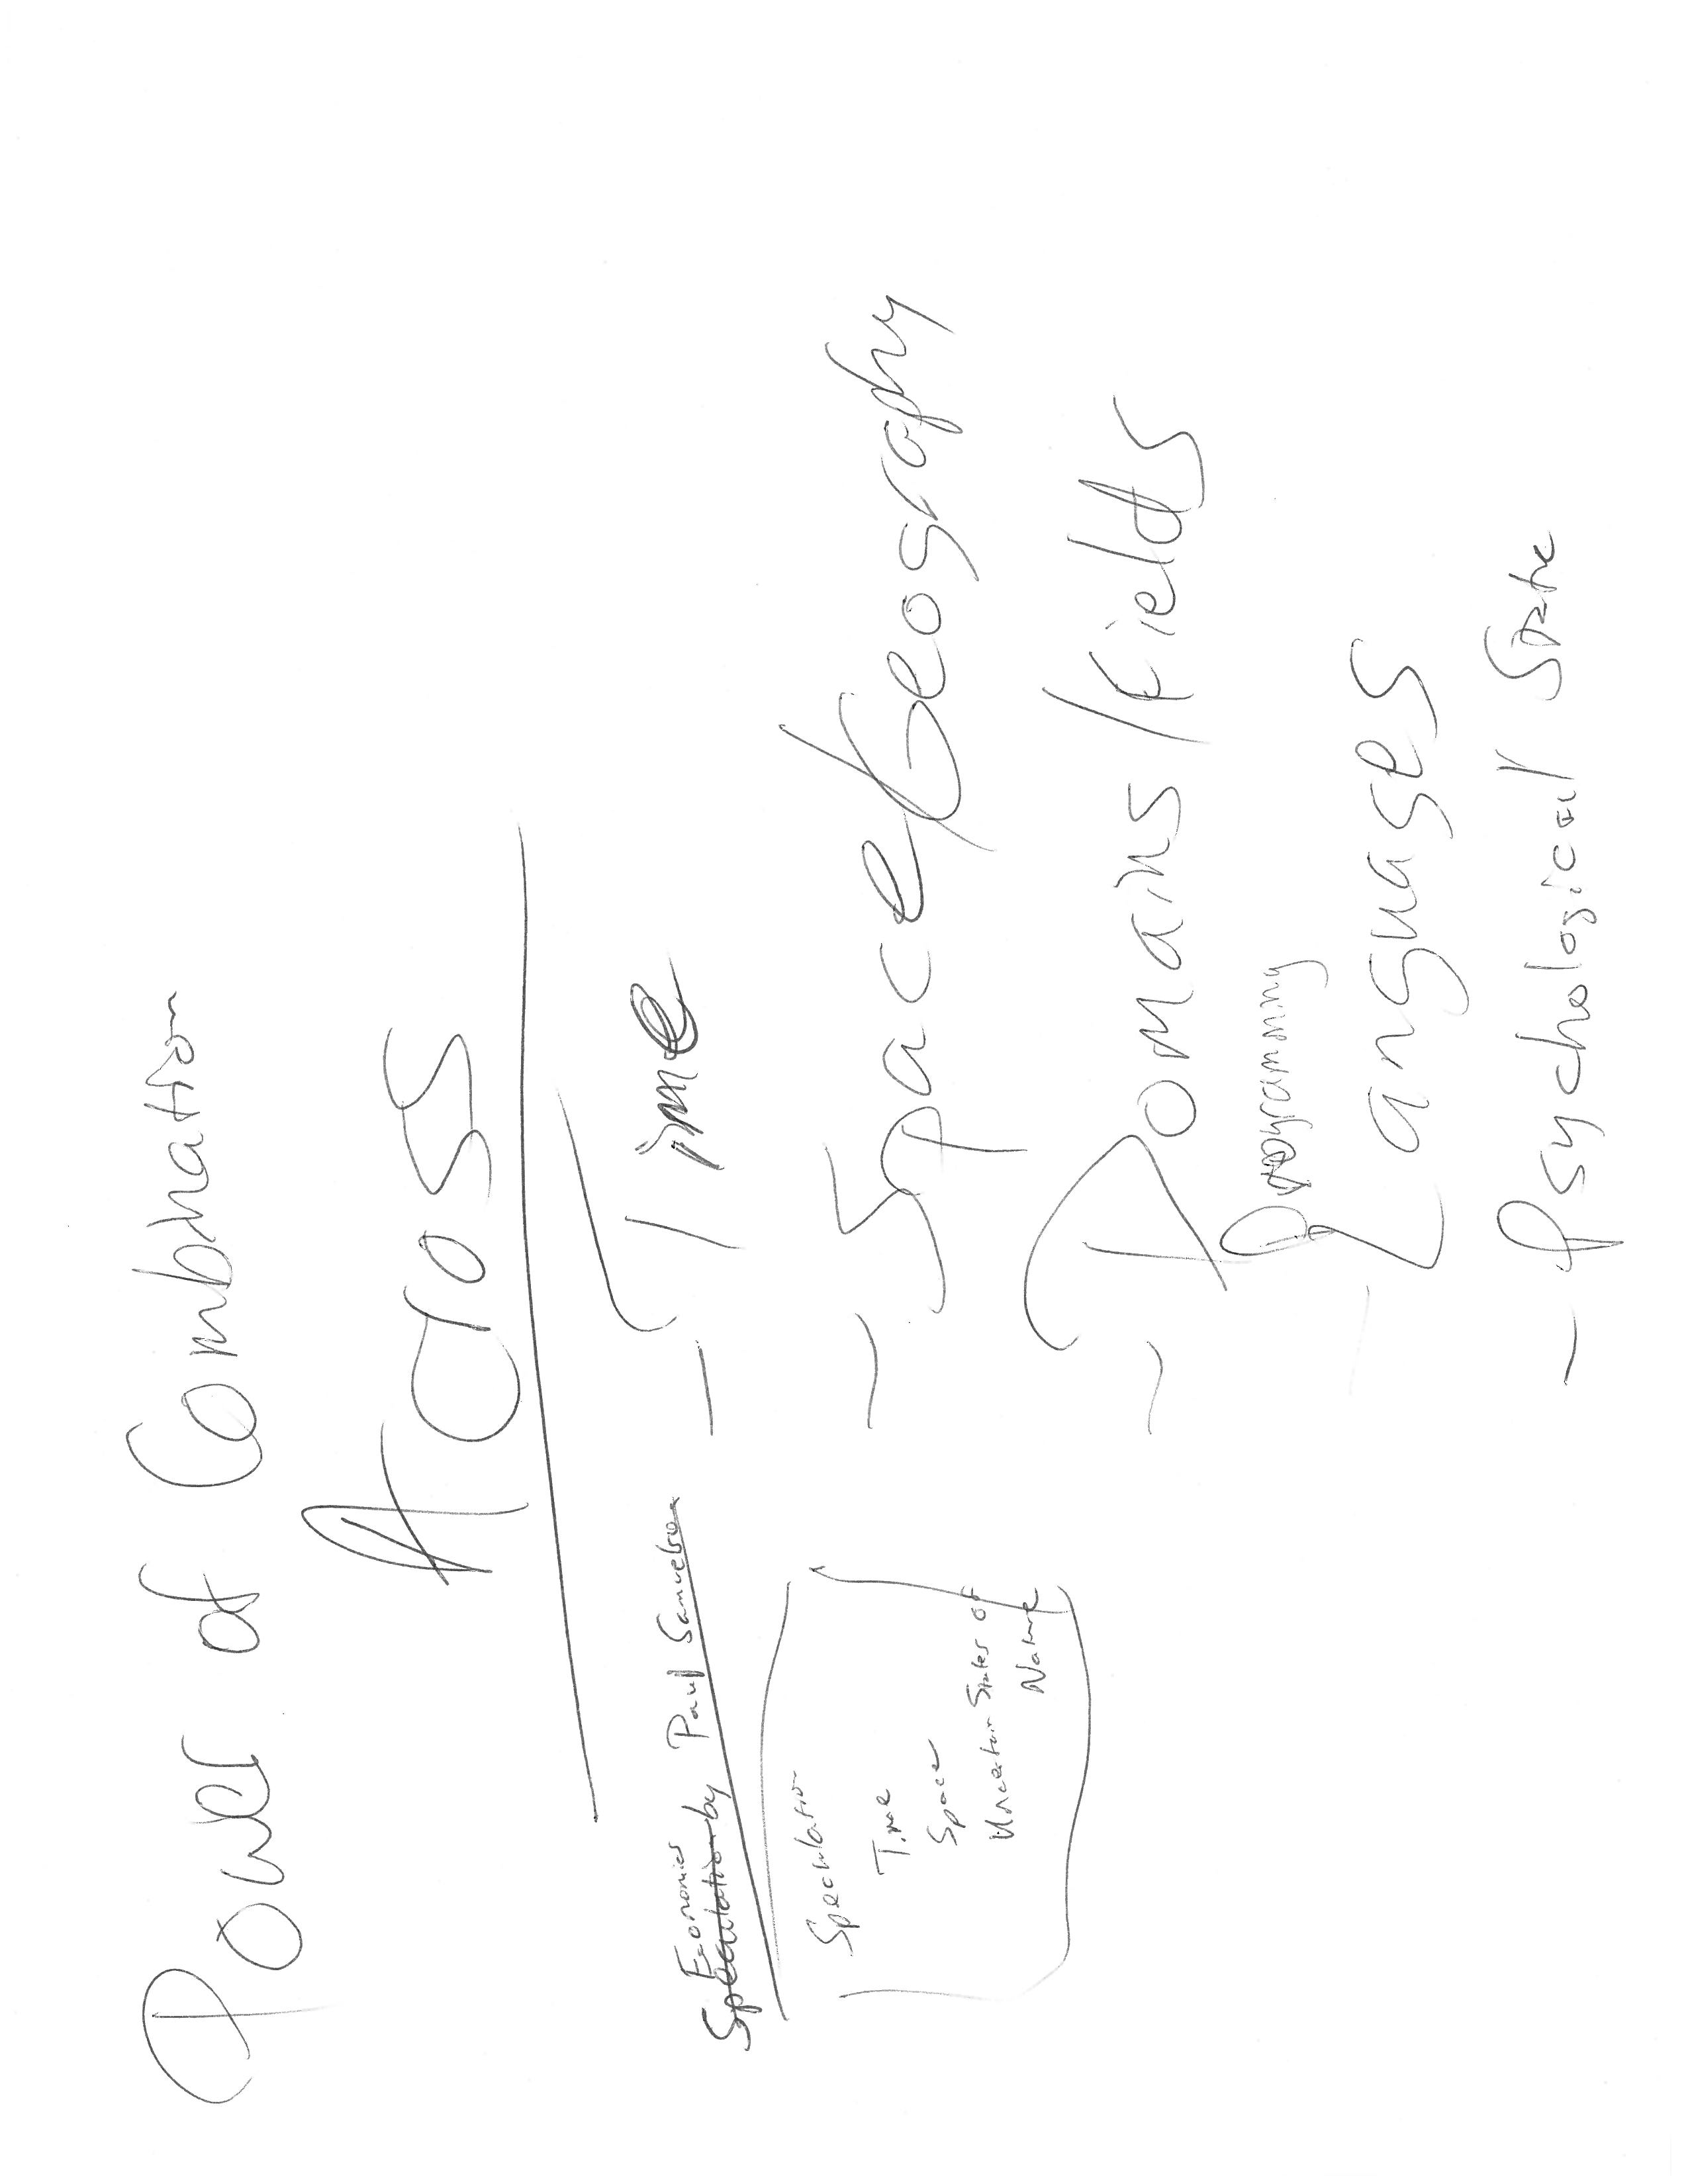 Power of Combination
Across
- Time
Economics
Speculation by Paul Samuelson
Speculation
Time
Space
Uncertain States of
Nature
- Space/Geography
- Domains/Fields
Programming
- Languages
- Psychological State